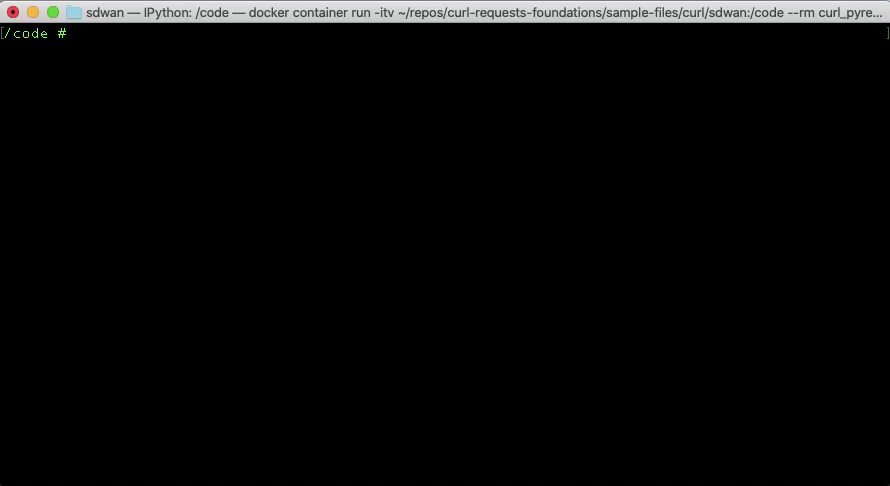 sdwan — IPython: /code — docker container run -itv ~/repos/curl-requests-foundations/sample-files/curl/sdwan:/code --rm curl_pyre...
[/code # ]